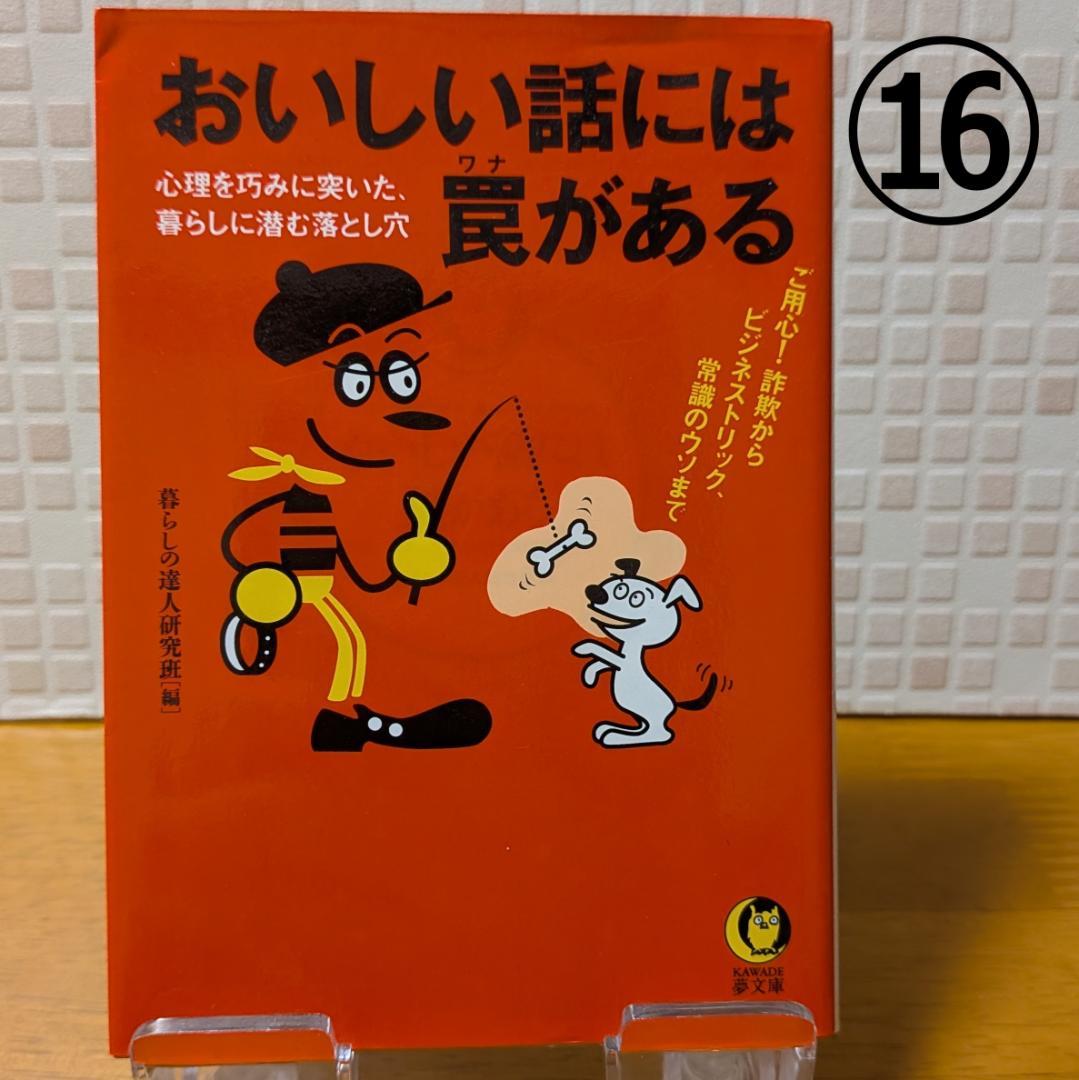 おいしい話には
罠があるワナ
心理を巧みに突いた、
暮らしに潜む落とし穴
ご用心！詐欺から
ビジネストリック、
常識のウソまで
暮らしの達人研究班[編]
KAWADE
夢文庫
⑯